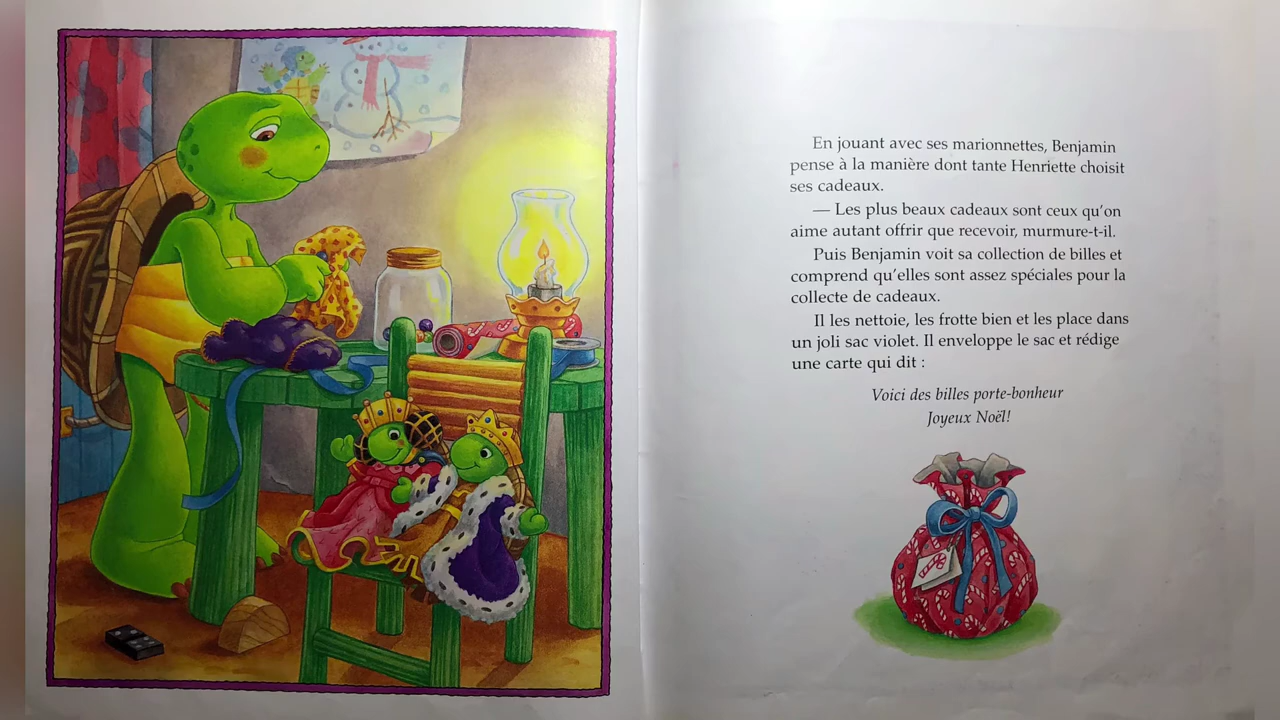 En jouant avec ses marionnettes, Benjamin
pense à la manière dont tante Henriette choisit
ses cadeaux.
— Les plus beaux cadeaux sont ceux qu'on
aime autant offrir que recevoir, murmure-t-il.
Puis Benjamin voit sa collection de billes et
comprend qu'elles sont assez spéciales pour la
collecte de cadeaux.
Il les nettoie, les frotte bien et les place dans
un joli sac violet. Il enveloppe le sac et rédige
une carte qui dit :
Voici des billes porte-bonheur
Joyeux Noël!